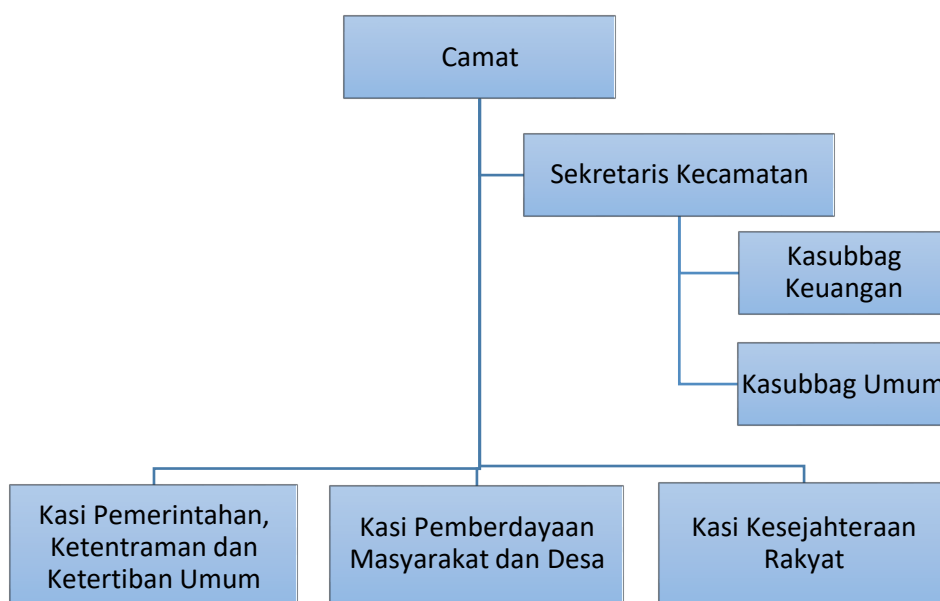 Camat
Sekretaris Kecamatan
Kasubbag
Keuangan
Kasubbag Umum
Kasi Pemerintahan,
Ketentraman dan
Ketertiban Umum
Kasi Pemberdayaan
Masyarakat dan Desa
Kasi Kesejahteraan
Rakyat